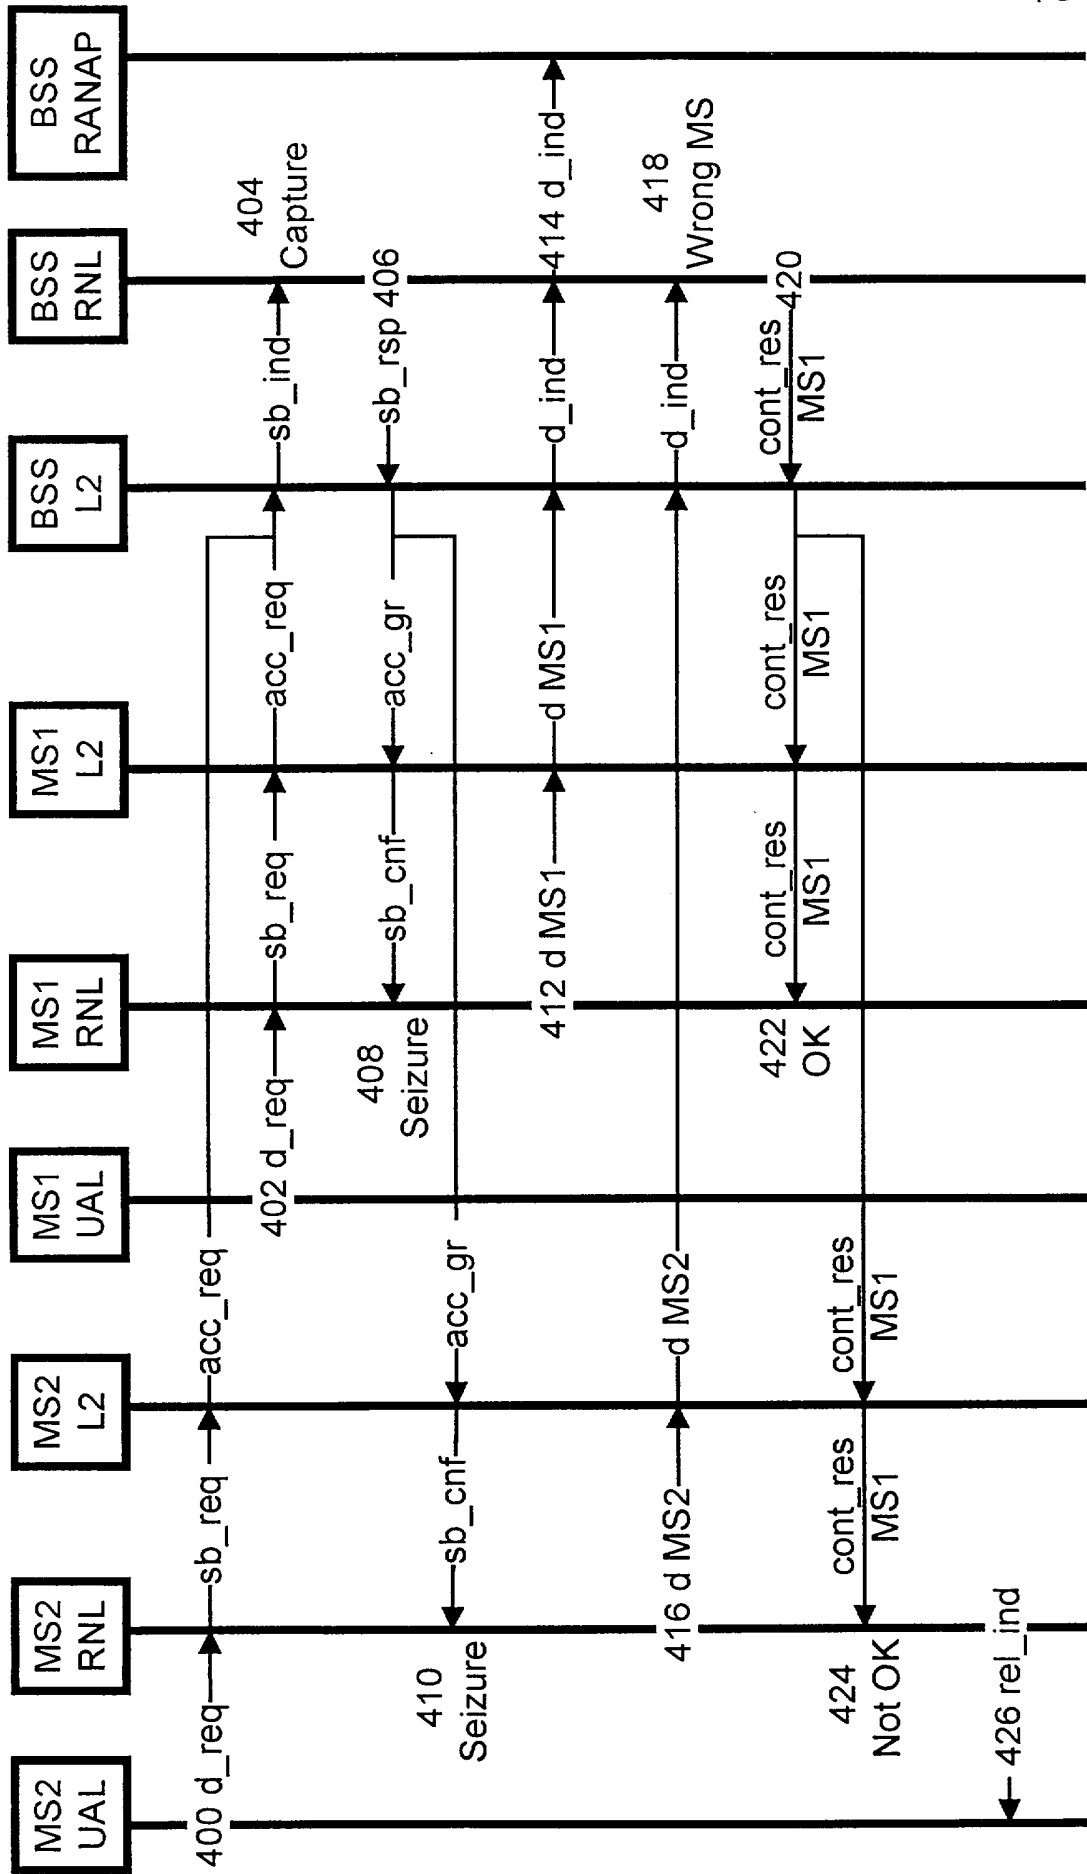 MS2
UAL
MS2
RNL
MS2
L2
MS1
UAL
MS1
RNL
MS1
L2
BSS
L2
BSS
RNL
BSS
RANAP
400 d_req
sb_req
acc_req
402 d_req
sb_req
acc_req
sb_ind
404
Capture
408
Seizure
sb_cnf
acc_gr
sb_rsp 406
410
Seizure
sb_cnf
acc_gr
412 d MS1
d MS1
d_ind
414 d_ind
416 d MS2
d MS2
d_ind
418
Wrong MS
422
OK
cont_res
MS1
cont_res
MS1
cont_res
MS1
420
424
Not OK
cont_res
MS1
cont_res
MS1
426 rel_ind